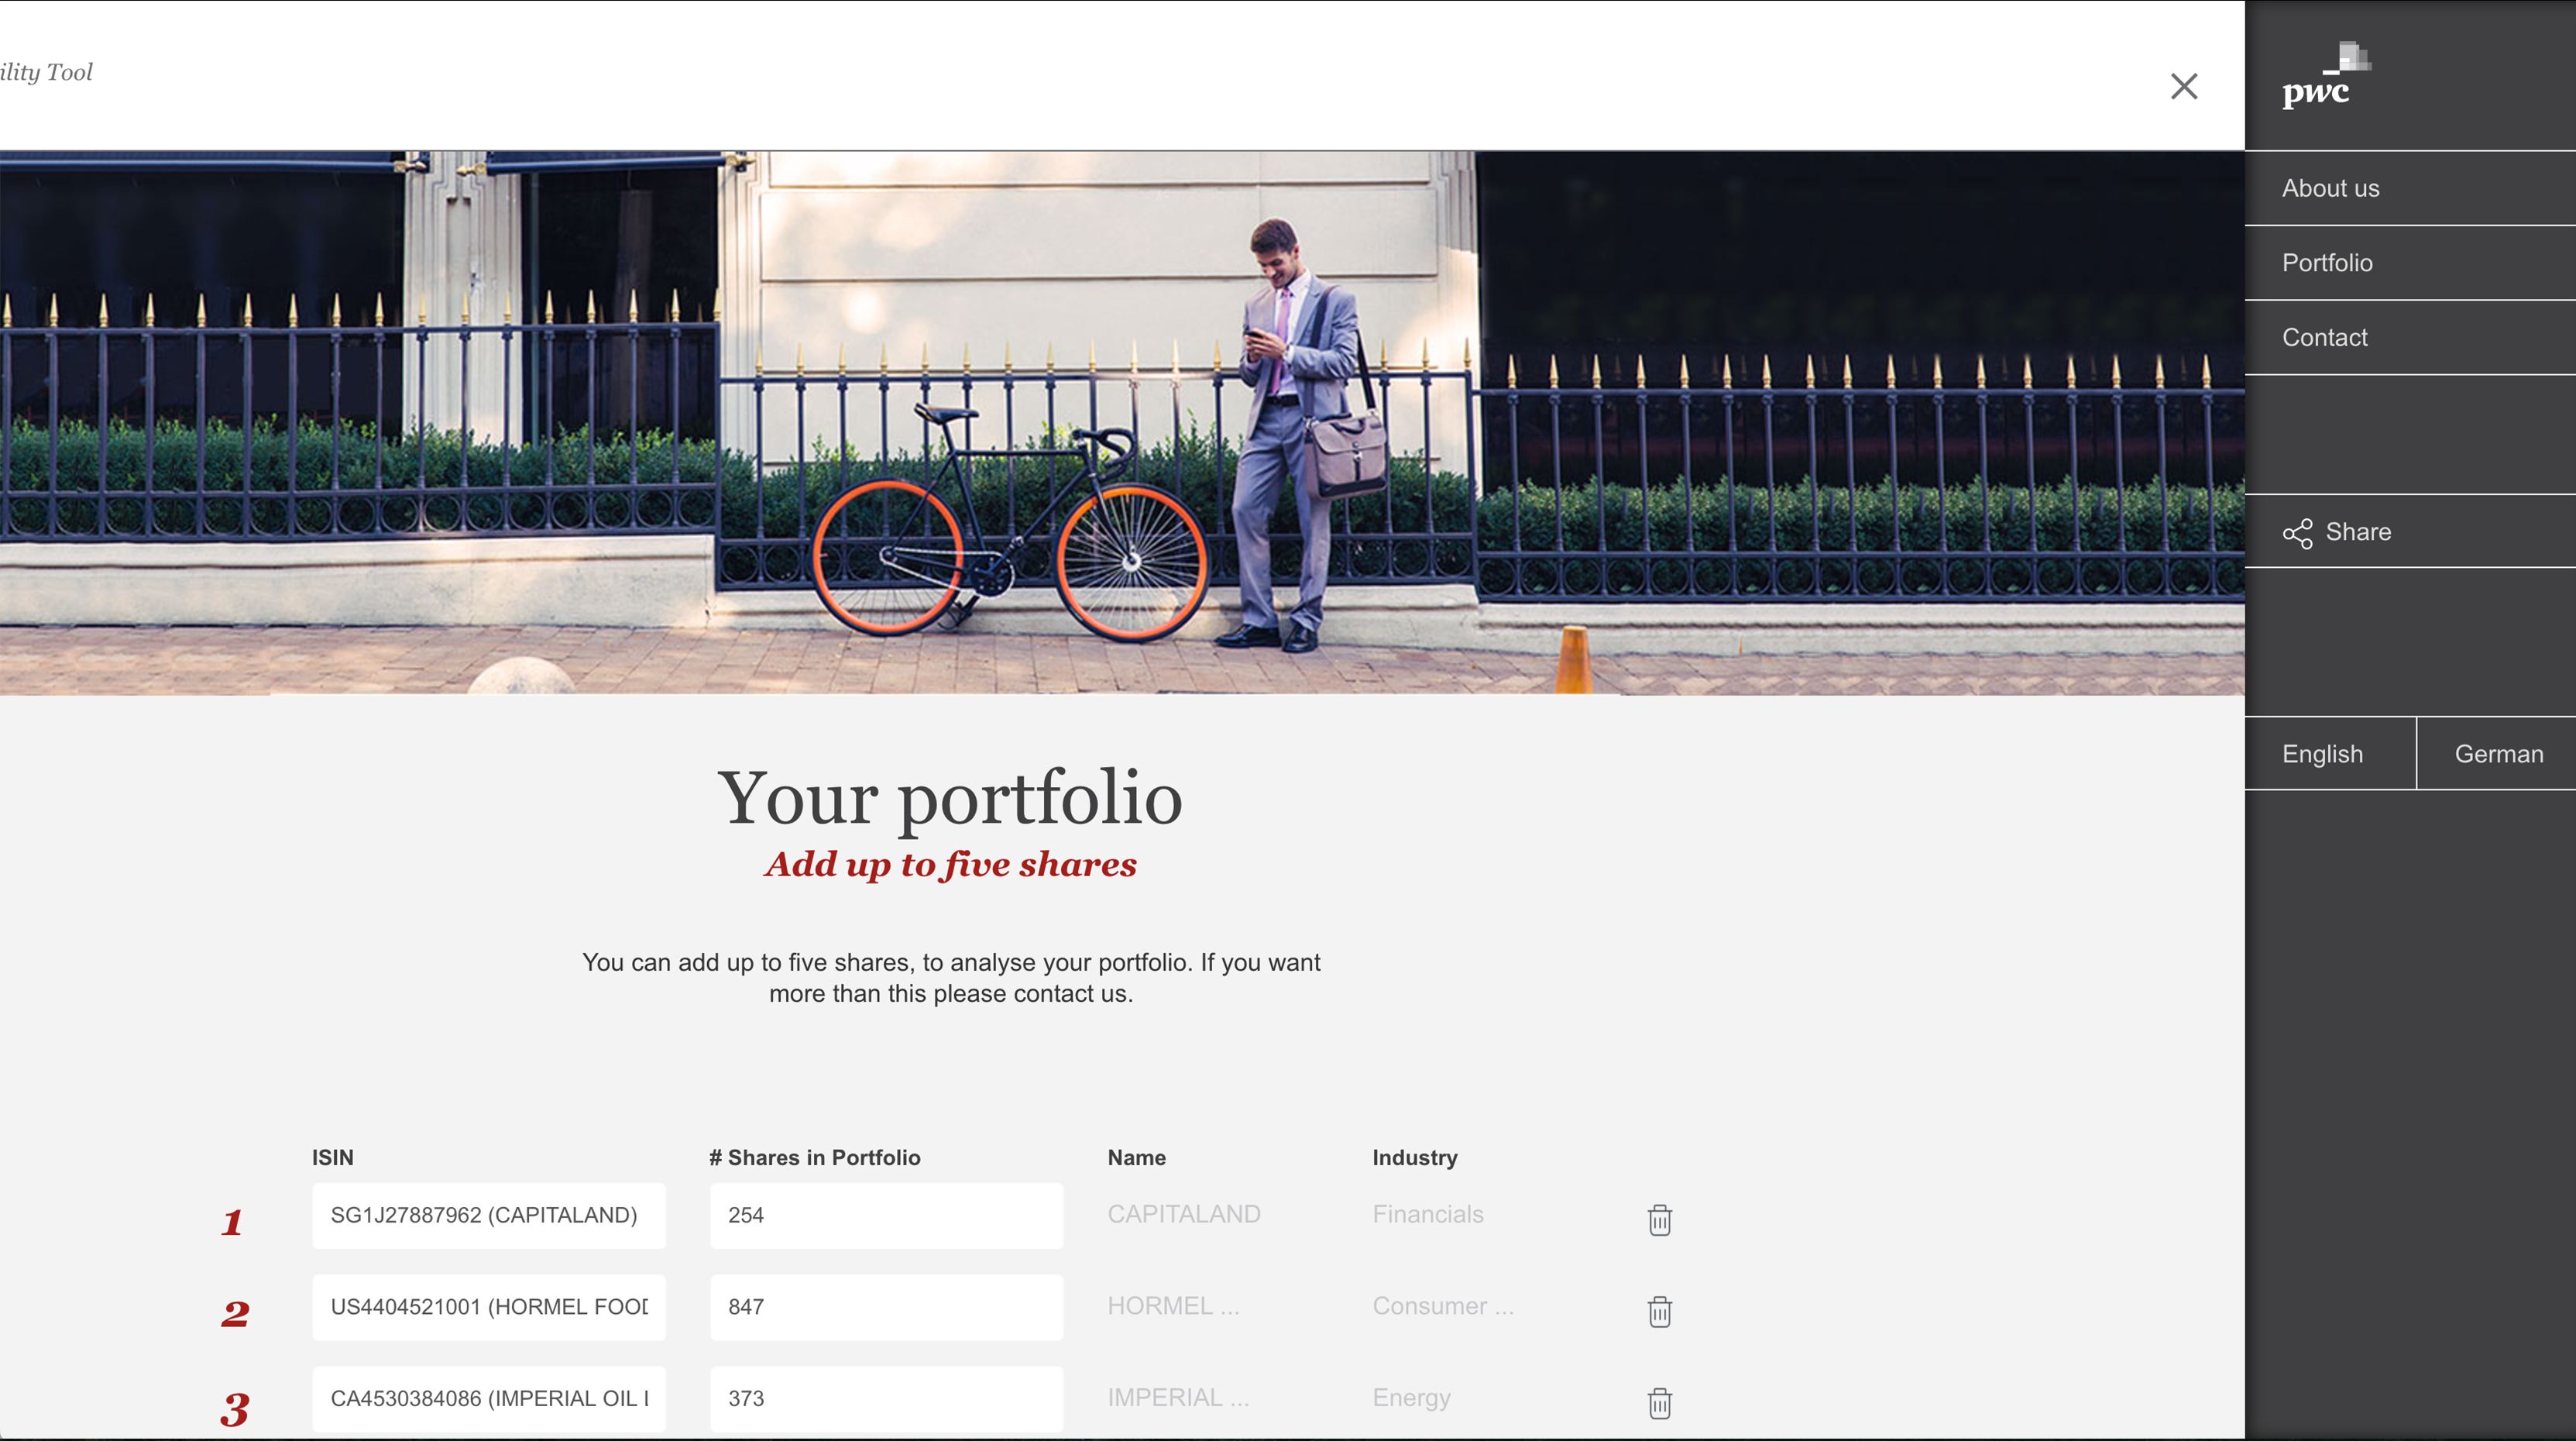 ility Tool
pwc
About us
Portfolio
Contact
Share
English German
Your portfolio
Add up to five shares
You can add up to five shares, to analyse your portfolio. If you want
more than this please contact us.
ISIN # Shares in Portfolio Name Industry
1 SG1J27887962 (CAPITALAND) 254 CAPITALAND Financials
2 US4404521001 (HORMEL FOOD 847 HORMEL ... Consumer ...
3 CA4530384086 (IMPERIAL OIL 373 IMPERIAL ... Energy